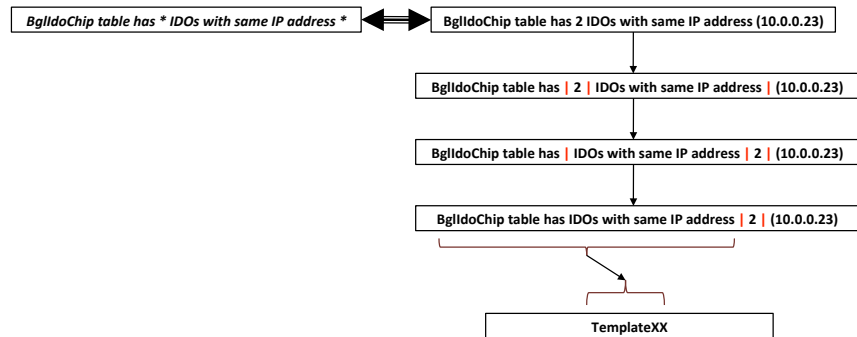 BglIdoChip table has * IDOs with same IP address *
BglIdoChip table has 2 IDOs with same IP address (10.0.0.23)
BglIdoChip table has | 2 | IDOs with same IP address | (10.0.0.23)
BglIdoChip table has | IDOs with same IP address | 2 | (10.0.0.23)
BglIdoChip table has IDOs with same IP address | 2 | (10.0.0.23)
TemplateXX